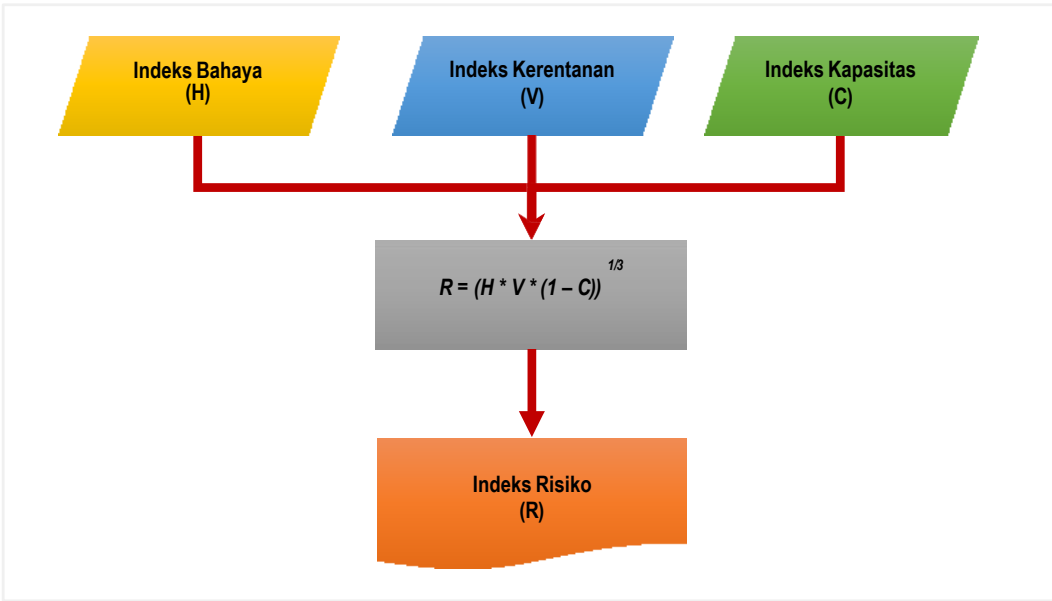 Indeks Bahaya
(H)
Indeks Kerentanan
(V)
Indeks Kapasitas
(C)
R = (H * V * (1 – C)) 1/3
Indeks Risiko
(R)